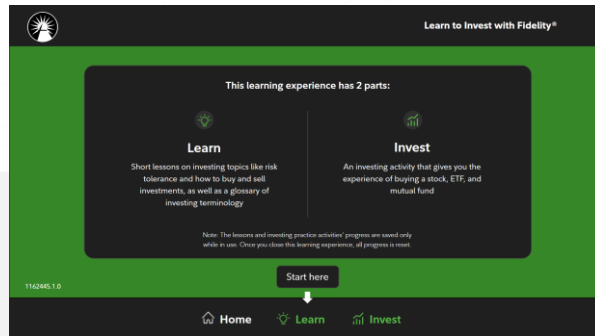 Learn to Invest with Fidelity®
This learning experience has 2 parts:
Learn
Short lessons on investing topics like risk
tolerance and how to buy and sell
investments, as well as a glossary of
investing terminology
Invest
An investing activity that gives you the
experience of buying a stock, ETF, and
mutual fund
Note: The lessons and investing practice activities' progress are saved only
while in use. Once you close this learning experience, all progress is reset.
Start here
1162445.1.0
Home Learn Invest